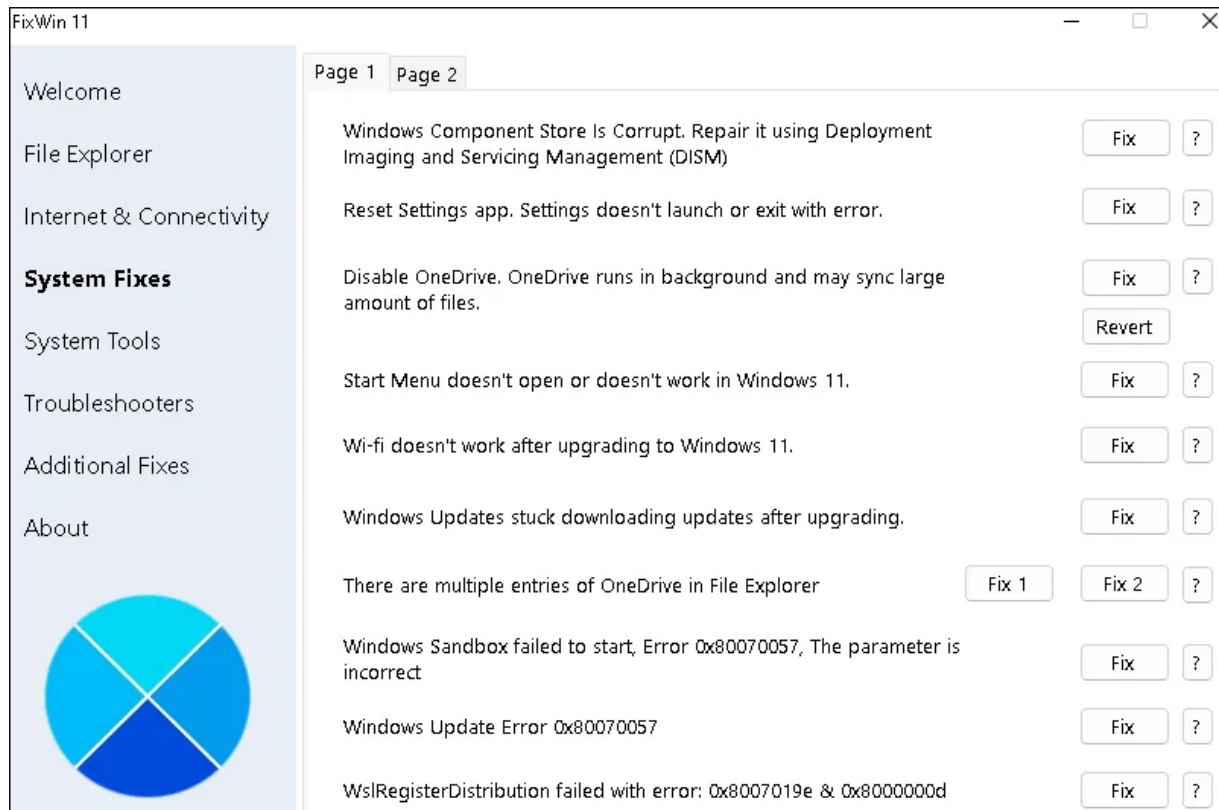 FixWin 11
Welcome
File Explorer
Internet & Connectivity
System Fixes
System Tools
Troubleshooters
Additional Fixes
About
Page 1
Page 2
Windows Component Store Is Corrupt. Repair it using Deployment
Imaging and Servicing Management (DISM)
Fix
?
Reset Settings app. Settings doesn't launch or exit with error.
Fix
?
Disable OneDrive. OneDrive runs in background and may sync large
amount of files.
Fix
?
Revert
Start Menu doesn't open or doesn't work in Windows 11.
Fix
?
Wi-fi doesn't work after upgrading to Windows 11.
Fix
?
Windows Updates stuck downloading updates after upgrading.
Fix
?
There are multiple entries of OneDrive in File Explorer
Fix 1
Fix 2
?
Windows Sandbox failed to start, Error 0x80070057, The parameter is
incorrect
Fix
?
Windows Update Error 0x80070057
Fix
?
WslRegisterDistribution failed with error: 0x8007019e & 0x8000000d
Fix
?